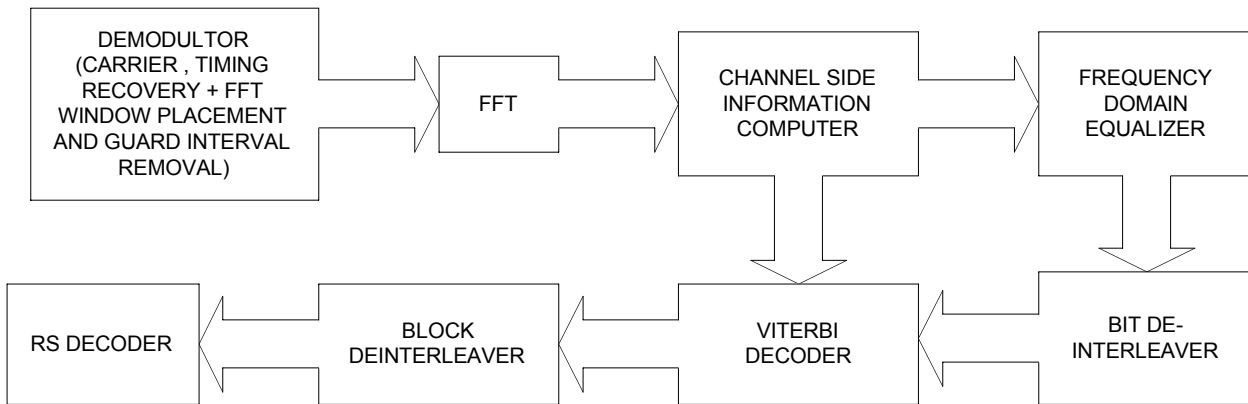 DEMODULTOR
(CARRIER , TIMING
RECOVERY + FFT
WINDOW PLACEMENT
AND GUARD INTERVAL
REMOVAL)
FFT
CHANNEL SIDE
INFORMATION
COMPUTER
FREQUENCY
DOMAIN
EQUALIZER
RS DECODER
BLOCK
DEINTERLEAVER
VITERBI
DECODER
BIT DE-
INTERLEAVER